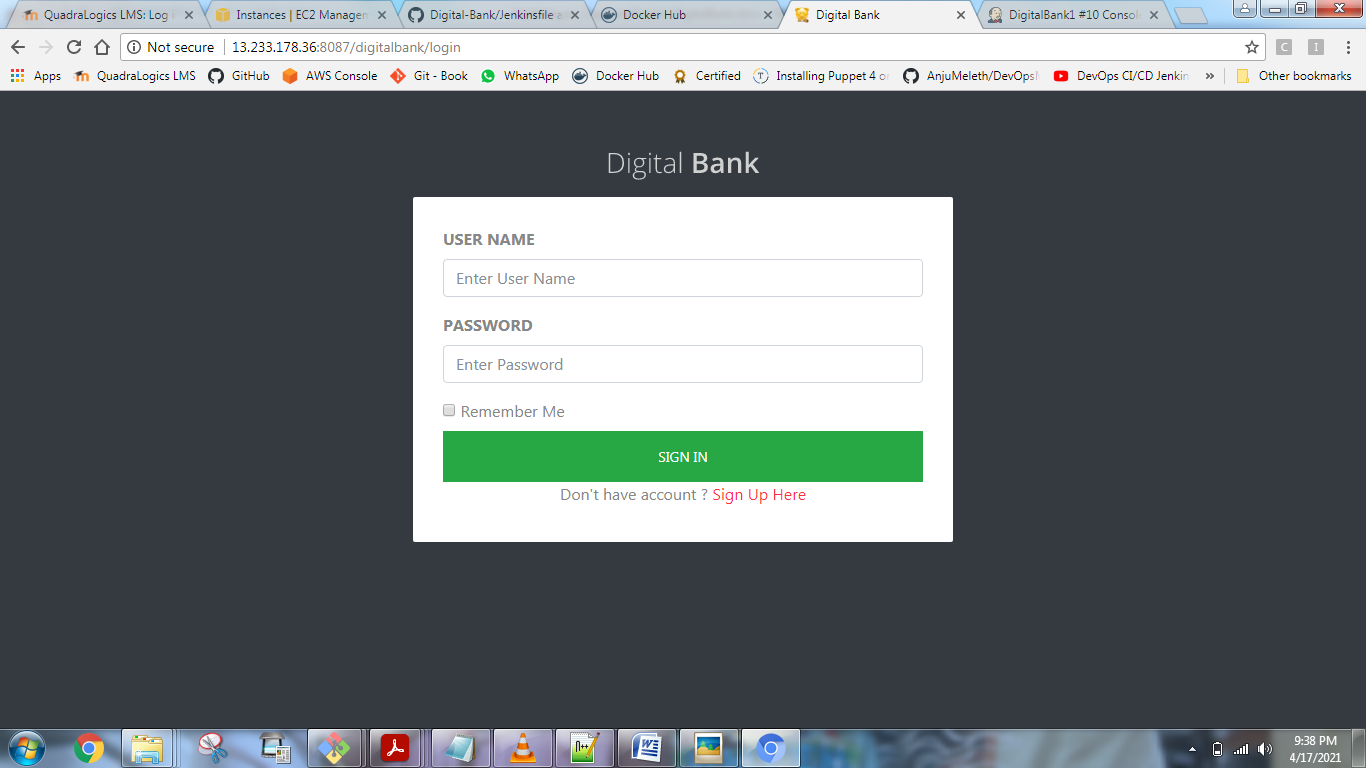 QuadraLogics LMS: Log
Instances | EC2 Managen
Digital-Bank/Jenkinsfile a
Docker Hub
Digital Bank
DigitalBank1 #10 Consol
Not secure
13.233.178.36:8087/digitalbank/login
C
I
Apps
QuadraLogics LMS
GitHub
AWS Console
Git - Book
WhatsApp
Docker Hub
Certified
Installing Puppet 4 o
AnjuMeleth/DevOps
DevOps CI/CD Jenkin
»
Other bookmarks
Digital Bank
USER NAME
Enter User Name
PASSWORD
Enter Password
Remember Me
SIGN IN
Don't have account ? Sign Up Here
9:38 PM
4/17/2021